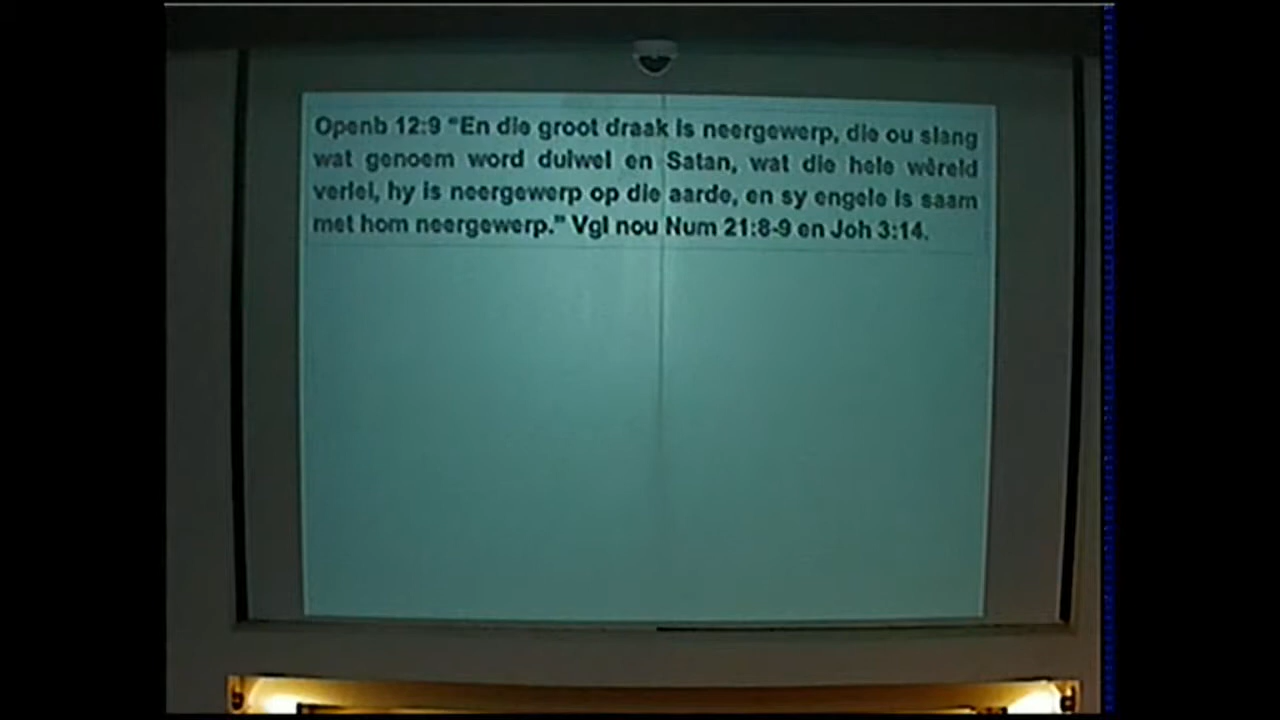 Openb 12:9 "En die groot draak is neergewerp, die ou slang
wat genoem word duiwel en Satan, wat die hele wêreld
verlei, hy is neergewerp op die aarde, en sy engele is saam
met hom neergewerp." Vgl nou Num 21:8-9 en Joh 3:14.